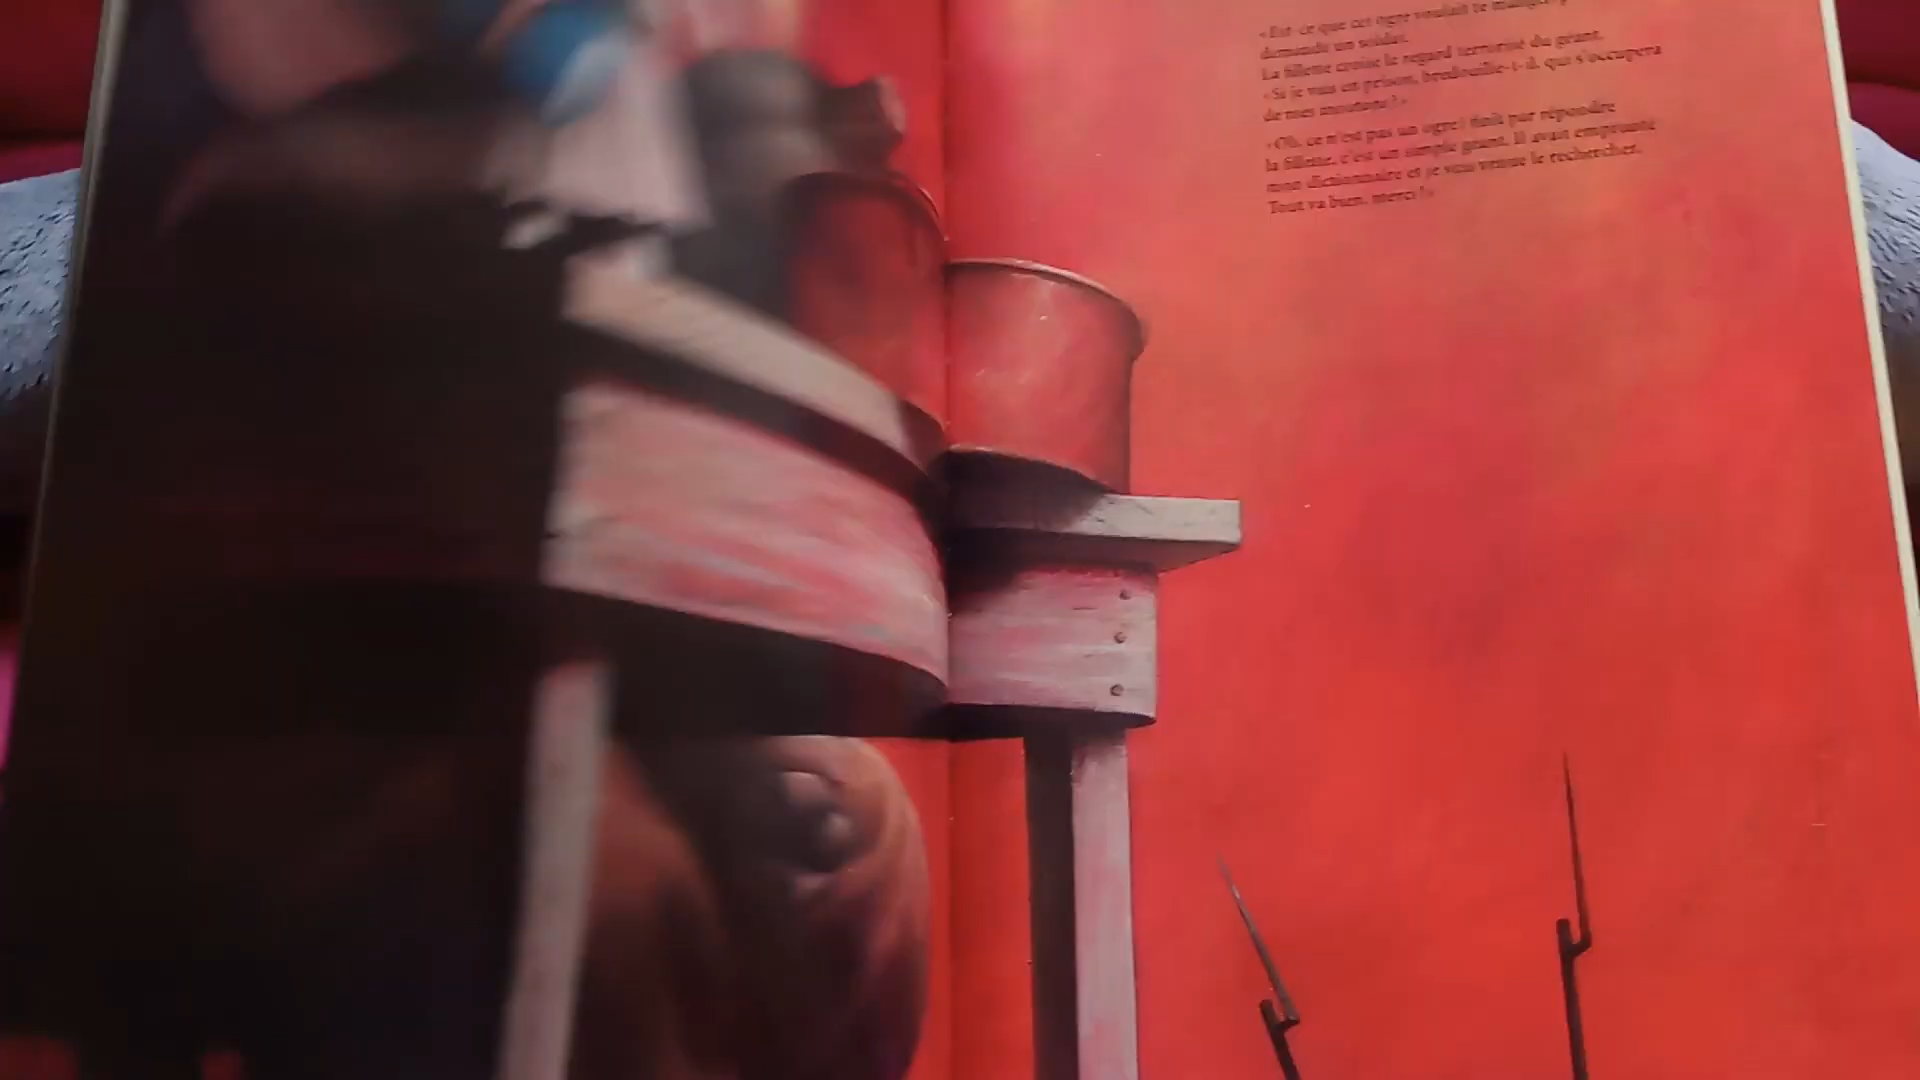 «Est-ce que cet ogre voulait te manger?»
demande un soldat.
La fillette croise le regard terrorisé du géant.
«Si je vais en prison, bredouille-t-il, qui s'occupera
de mes moutons?»
«Oh, ce n'est pas un ogre! finit par répondre
la fillette, c'est un simple géant. Il avait emprunté
mon dictionnaire et je suis venue le rechercher.
Tout va bien, merci!»